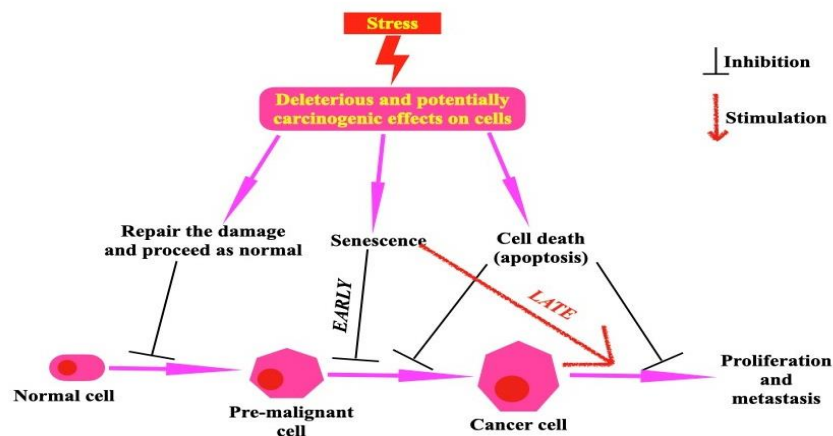 Stress
Deleterious and potentially
carcinogenic effects on cells
Inhibition
Stimulation
Repair the damage
and proceed as normal
Senescence
Cell death
(apoptosis)
EARLY
LATE
Normal cell
Pre-malignant
cell
Cancer cell
Proliferation
and
metastasis